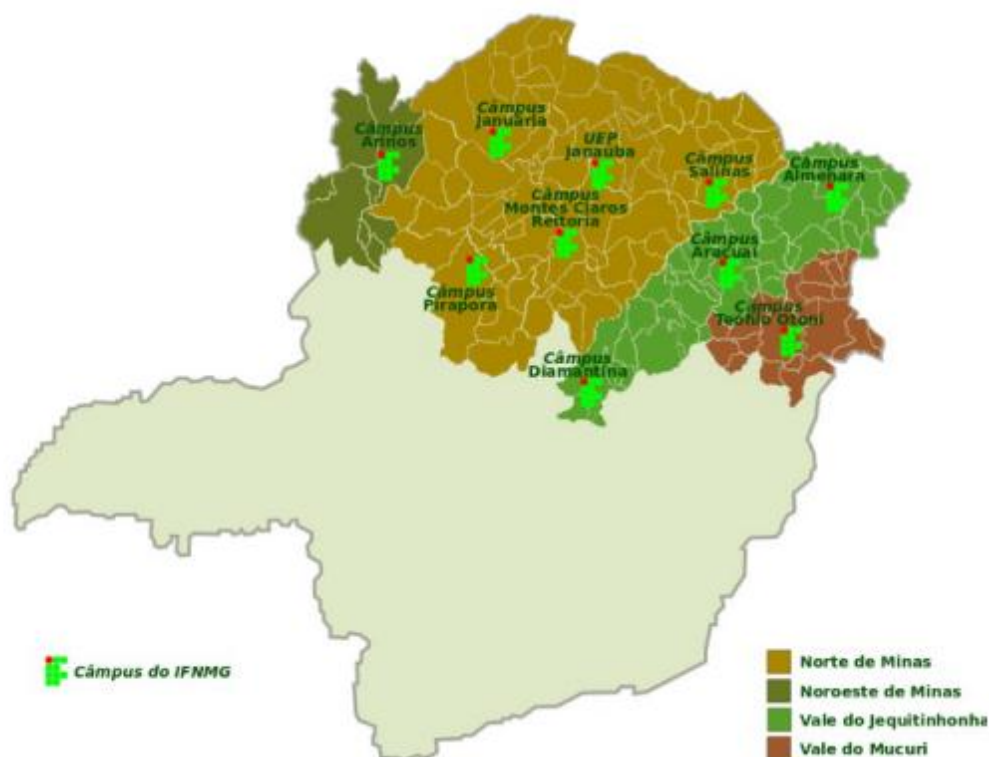 Câmpus
Januária
Câmpus
Arinos
UEP
Janaúba
Câmpus
Salinas
Câmpus
Almenara
Câmpus
Montes Claros
Reitoria
Câmpus
Araçuaí
Câmpus
Pirapora
Câmpus
Teófilo Otoni
Câmpus
Diamantina
Câmpus do IFNMG
Norte de Minas
Noroeste de Minas
Vale do Jequitinhonha
Vale do Mucuri